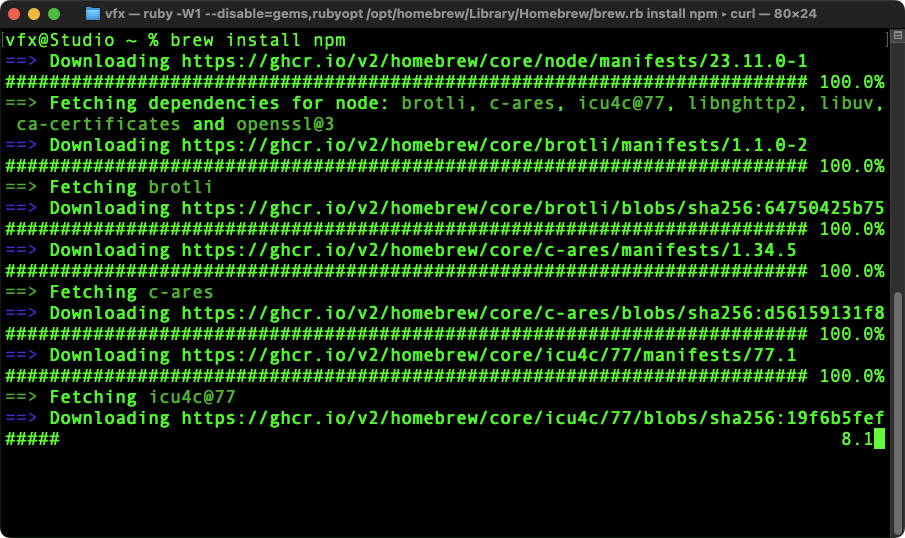 vfx — ruby -W1 --disable=gems,rubyopt /opt/homebrew/Library/Homebrew/brew.rb install npm ‣ curl — 80×24
vfx@Studio ~ % brew install npm
==> Downloading https://ghcr.io/v2/homebrew/core/node/manifests/23.11.0-1
######################################################################### 100.0%
==> Fetching dependencies for node: brotli, c-ares, icu4c@77, libnghttp2, libuv,
ca-certificates and openssl@3
==> Downloading https://ghcr.io/v2/homebrew/core/brotli/manifests/1.1.0-2
######################################################################### 100.0%
==> Fetching brotli
==> Downloading https://ghcr.io/v2/homebrew/core/brotli/blobs/sha256:64750425b75
######################################################################### 100.0%
==> Downloading https://ghcr.io/v2/homebrew/core/c-ares/manifests/1.34.5
######################################################################### 100.0%
==> Fetching c-ares
==> Downloading https://ghcr.io/v2/homebrew/core/c-ares/blobs/sha256:d56159131f8
######################################################################### 100.0%
==> Downloading https://ghcr.io/v2/homebrew/core/icu4c/77/manifests/77.1
######################################################################### 100.0%
==> Fetching icu4c@77
==> Downloading https://ghcr.io/v2/homebrew/core/icu4c/77/blobs/sha256:19f6b5fef
##### 8.1